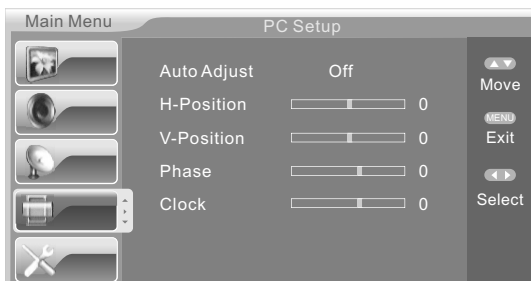 Main Menu
PC Setup
Auto Adjust Off
H-Position 0
V-Position 0
Phase 0
Clock 0
Move
MENU
Exit
Select